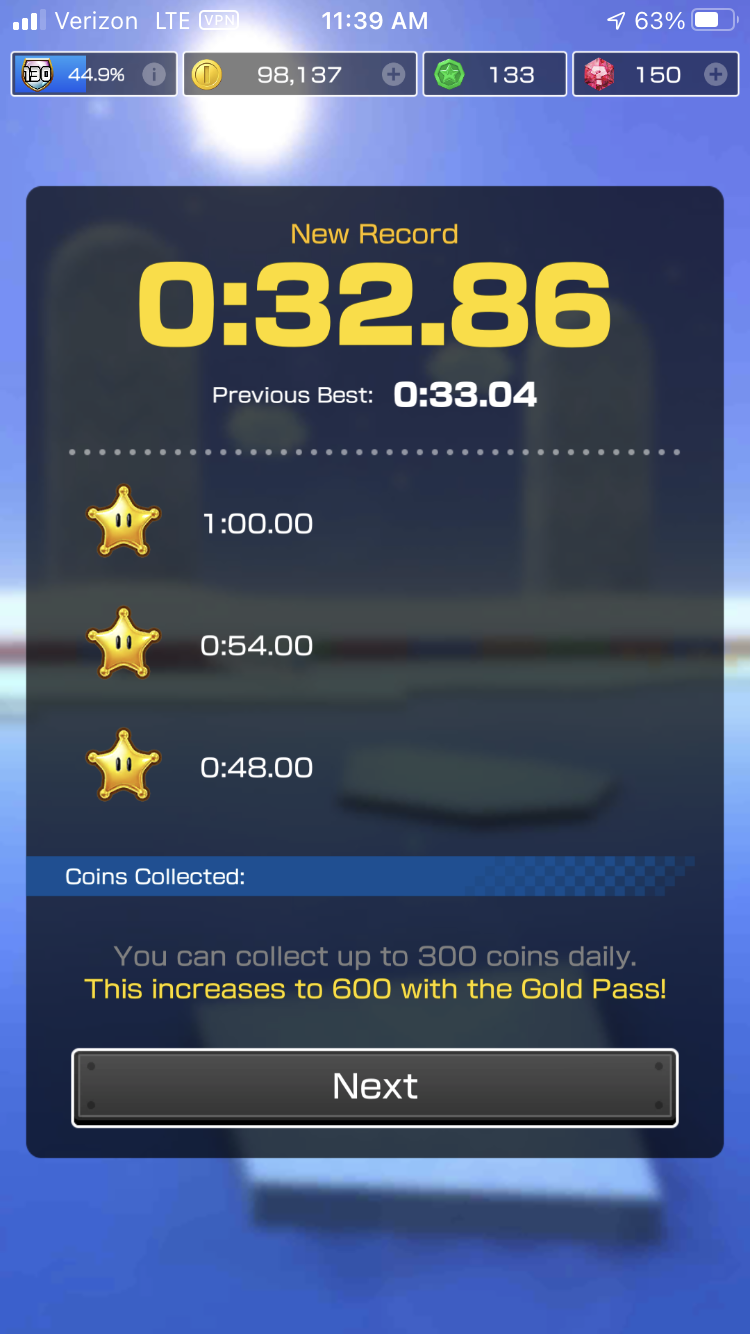 Verizon LTE VPN 11:39 AM 63%
130 44.9% i 98,137 133 ? 150
New Record
0:32.86
Previous Best: 0:33.04
1:00.00
0:54.00
0:48.00
Coins Collected:
You can collect up to 300 coins daily.
This increases to 600 with the Gold Pass!
Next